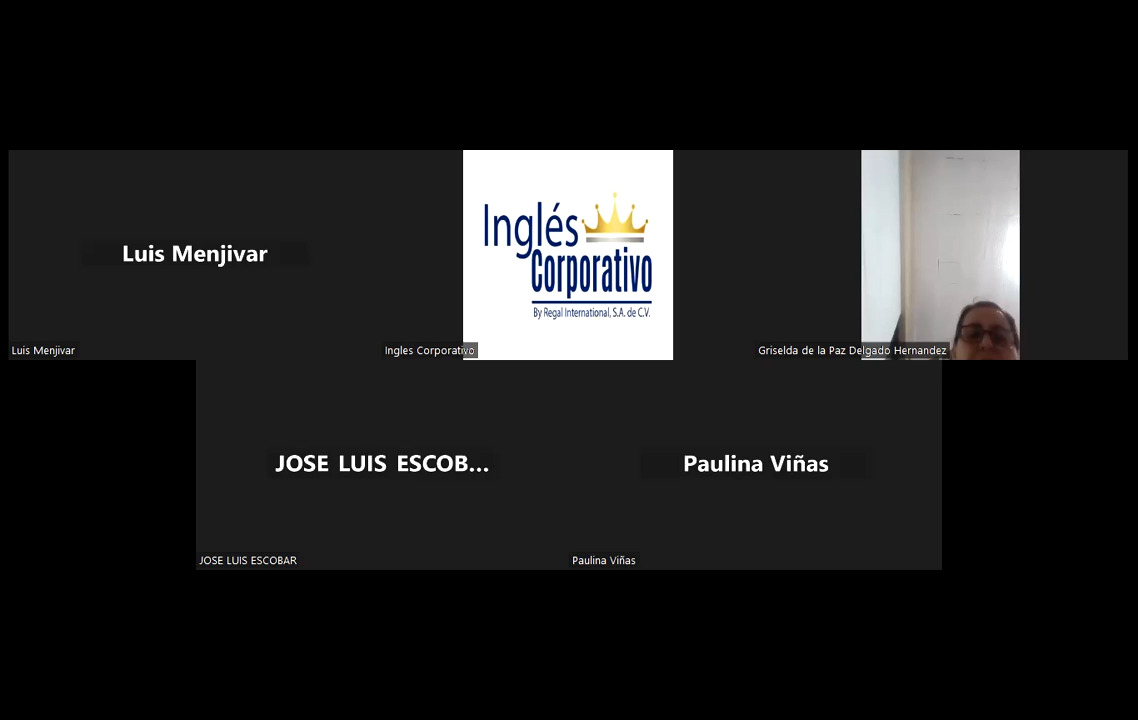 Luis Menjivar
Luis Menjivar
Inglés
Corporativo
By Regal International, S.A. de C.V.
Ingles Corporativo
Griselda de la Paz Delgado Hernandez
JOSE LUIS ESCOB...
JOSE LUIS ESCOBAR
Paulina Viñas
Paulina Viñas